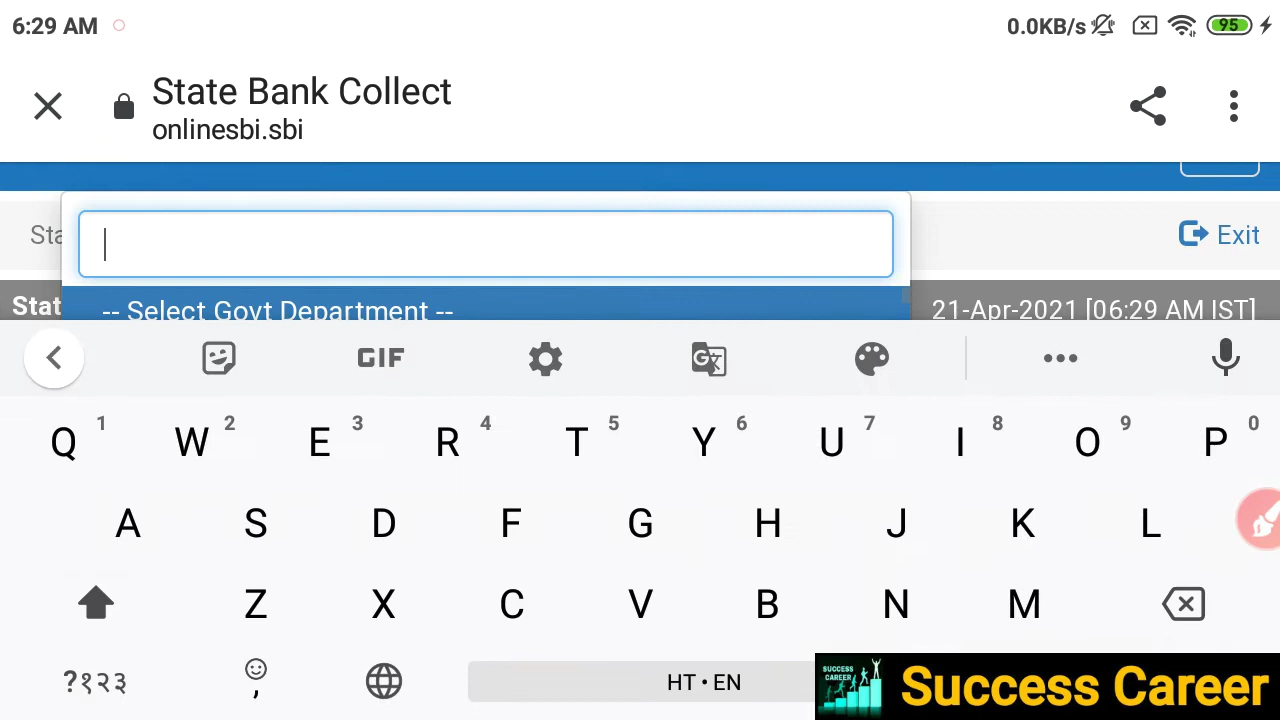 6:29 AM 0.0KB/s 95
State Bank Collect
onlinesbi.sbi
Sta Exit
-- Select Govt Department --
Stat 21-Apr-2021 [06:29 AM IST]
GIF
Q 1 W 2 E 3 R 4 T 5 Y 6 U 7 I 8 O 9 P 0
A S D F G H J K L
Z X C V B N M
?१२३ , HT • EN
SUCCESS CAREER
Success Career